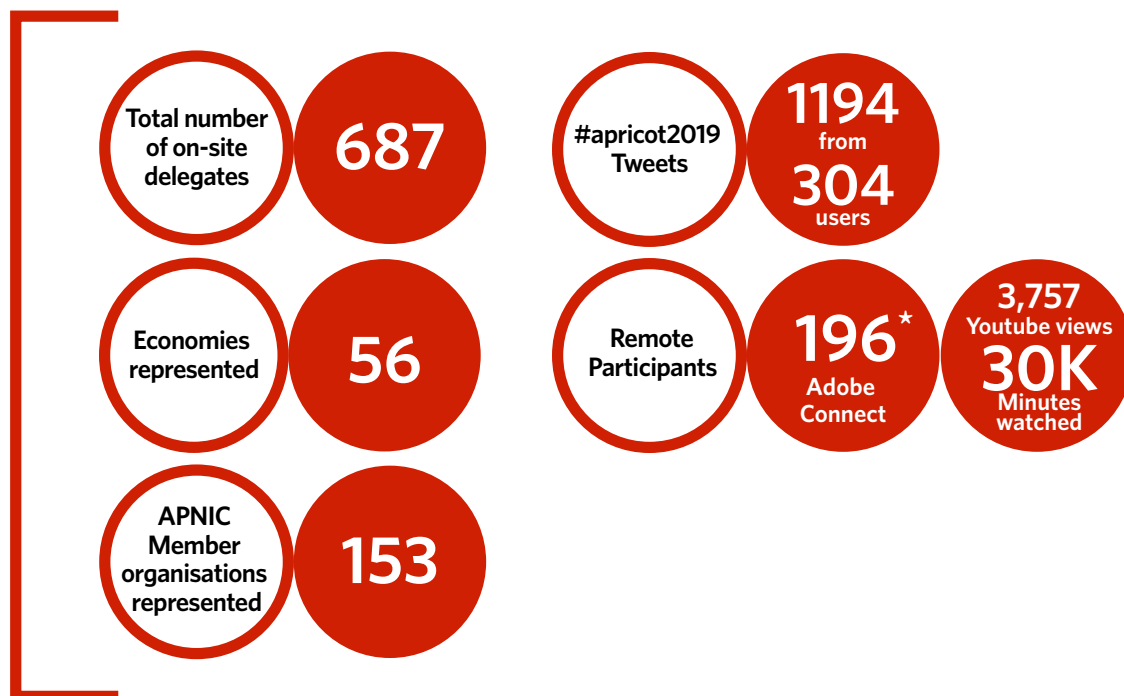 Total number
of on-site
delegates
687
#apricot2019
Tweets
1194
from
304
users
Economies
represented
56
Remote
Participants
196*
Adobe
Connect
3,757
Youtube views
30K
Minutes
watched
APNIC
Member
organisations
represented
153